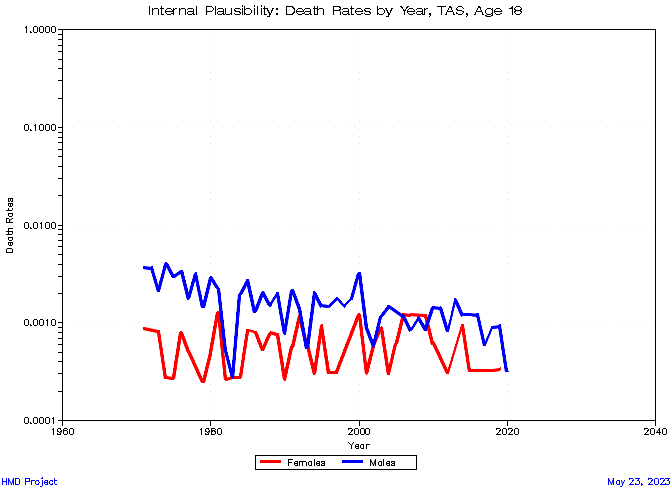 Internal Plausibility: Death Rates by Year, TAS, Age 18
1.0000
0.1000
0.0100
0.0010
0.0001
Death Rates
1960 1980 2000 2020 2040
Year
Females Males
HMD Project May 23, 2023